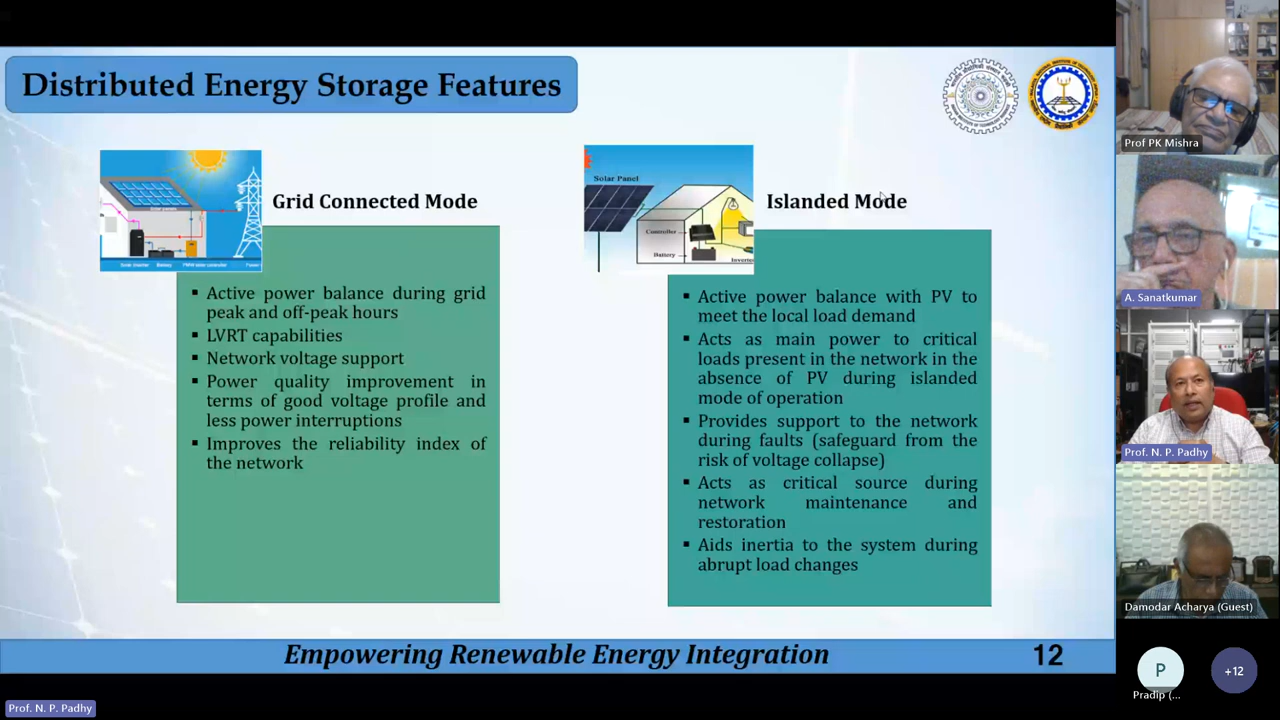 Distributed Energy Storage Features
Grid Connected Mode
▪ Active power balance during grid
peak and off-peak hours
▪ LVRT capabilities
▪ Network voltage support
▪ Power quality improvement in
terms of good voltage profile and
less power interruptions
▪ Improves the reliability index of
the network
Solar Panel
Controller
Battery
Islanded Mode
▪ Active power balance with PV to
meet the local load demand
▪ Acts as main power to critical
loads present in the network in the
absence of PV during islanded
mode of operation
▪ Provides support to the network
during faults (safeguard from the
risk of voltage collapse)
▪ Acts as critical source during
network maintenance and
restoration
▪ Aids inertia to the system during
abrupt load changes
Empowering Renewable Energy Integration
12
Prof. N. P. Padhy
Prof PK Mishra
A. Sanatkumar
Prof. N. P. Padhy
Damodar Acharya (Guest)
P
Pradip (...
+12